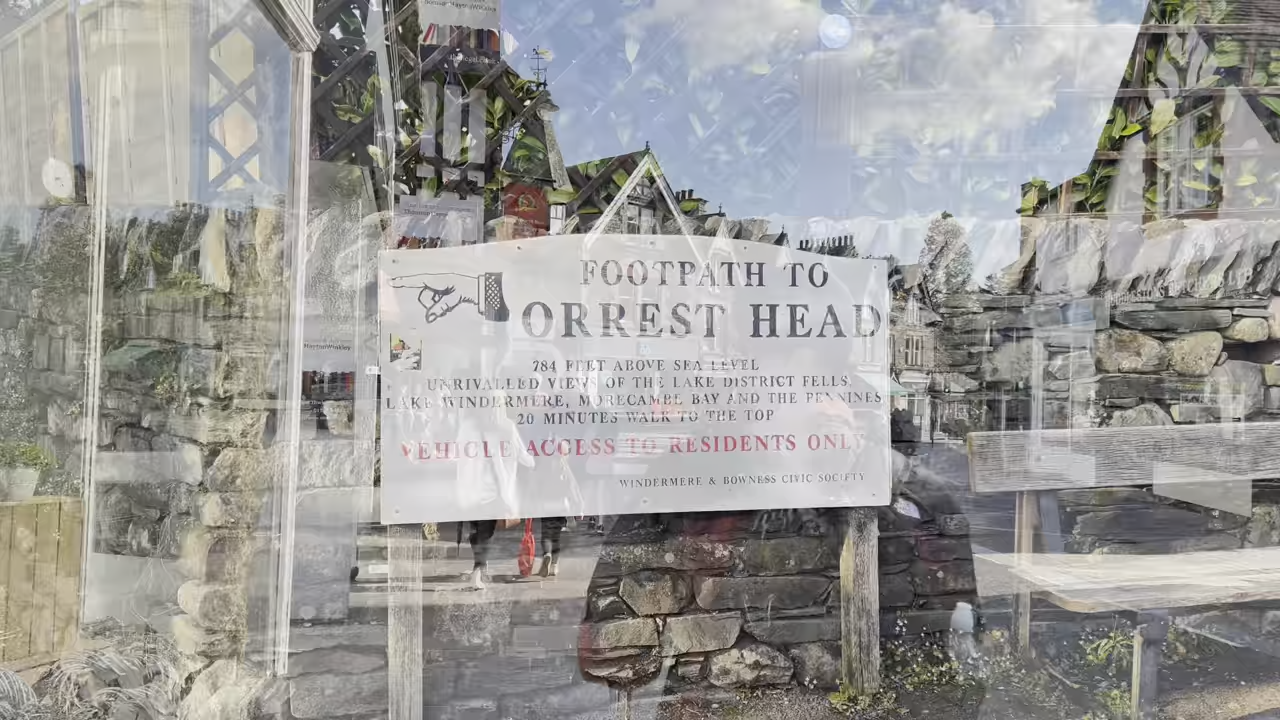 FOOTPATH TO
ORREST HEAD
784 FEET ABOVE SEA LEVEL
UNRIVALLED VIEWS OF THE LAKE DISTRICT FELLS,
LAKE WINDERMERE, MORECAMBE BAY AND THE PENNINES
20 MINUTES WALK TO THE TOP
VEHICLE ACCESS TO RESIDENTS ONLY
WINDERMERE & BOWNESS CIVIC SOCIETY